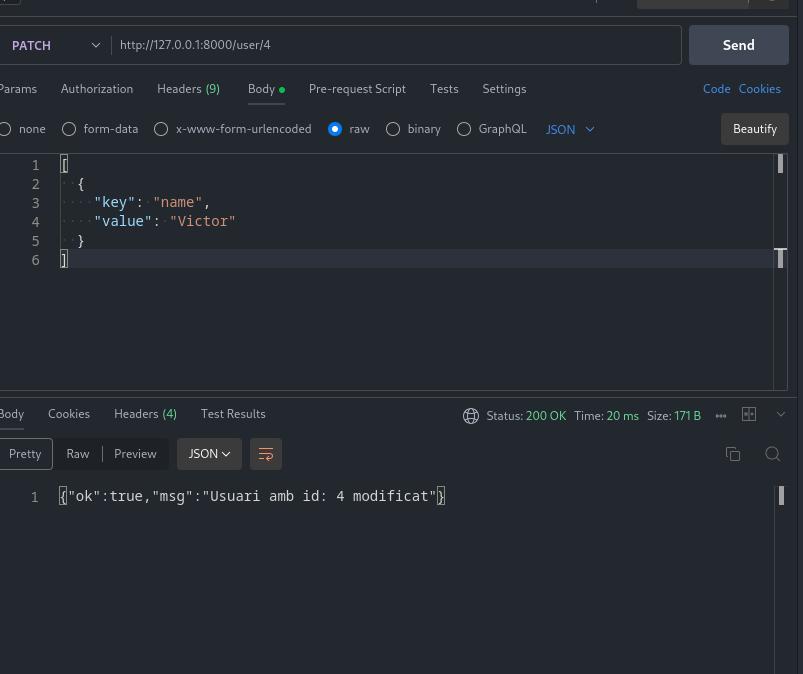 PATCH http://127.0.0.1:8000/user/4 Send
Params Authorization Headers (9) Body Pre-request Script Tests Settings Code Cookies
none form-data x-www-form-urlencoded raw binary GraphQL JSON Beautify
1 [
2 {
3 "key": "name",
4 "value": "Victor"
5 }
6 ]
Body Cookies Headers (4) Test Results Status: 200 OK Time: 20 ms Size: 171 B
Pretty Raw Preview JSON
1 {"ok":true,"msg":"Usuari amb id: 4 modificat"}